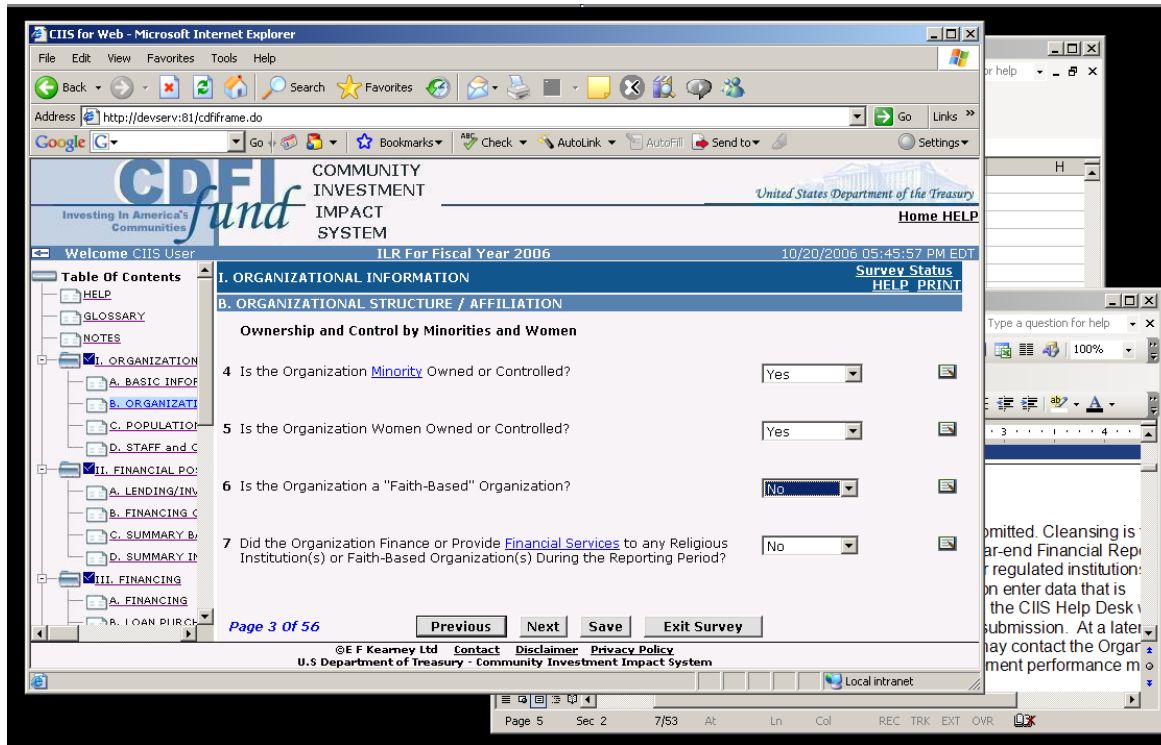 CIIS for Web - Microsoft Internet Explorer
File Edit View Favorites Tools Help
Back Search Favorites
Address http://devserv:81/cdfiframe.do Go Links »
Google G Go Bookmarks Check AutoLink AutoFill Send to Settings
CDFI fund
Investing In America's
Communities
COMMUNITY
INVESTMENT
IMPACT
SYSTEM
United States Department of the Treasury
Home HELP
Welcome CIIS User ILR For Fiscal Year 2006 10/20/2006 05:45:57 PM EDT
Table Of Contents
HELP
GLOSSARY
NOTES
I. ORGANIZATION
A. BASIC INFOR
B. ORGANIZATI
C. POPULATION
D. STAFF and C
II. FINANCIAL PO
A. LENDING/INV
B. FINANCING
C. SUMMARY BA
D. SUMMARY IN
III. FINANCING
A. FINANCING
B. LOAN PURCH
I. ORGANIZATIONAL INFORMATION
Survey Status
HELP PRINT
B. ORGANIZATIONAL STRUCTURE / AFFILIATION
Ownership and Control by Minorities and Women
4 Is the Organization Minority Owned or Controlled? Yes
5 Is the Organization Women Owned or Controlled? Yes
6 Is the Organization a "Faith-Based" Organization? No
7 Did the Organization Finance or Provide Financial Services to any Religious
Institution(s) or Faith-Based Organization(s) During the Reporting Period? No
Page 3 Of 56 Previous Next Save Exit Survey
©E F Kearney Ltd Contact Disclaimer Privacy Policy
U.S Department of Treasury - Community Investment Impact System
Local intranet
or help
H
Type a question for help
100%
3 4
omitted. Cleansing is
ar-end Financial Rep
r regulated institution
on enter data that is
the CIIS Help Desk
submission. At a later
may contact the Organ
ment performance m
Page 5 Sec 2 7/53 At Ln Col REC TRK EXT OVR